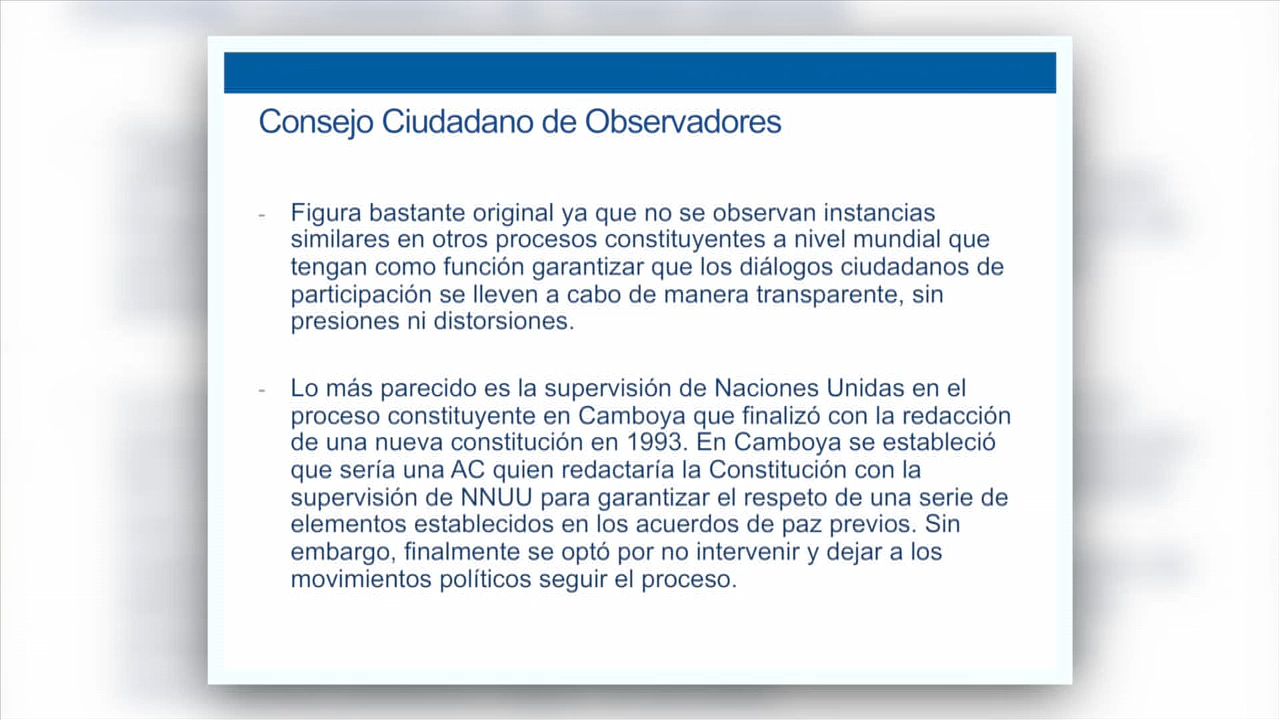 Consejo Ciudadano de Observadores
- Figura bastante original ya que no se observan instancias
similares en otros procesos constituyentes a nivel mundial que
tengan como función garantizar que los diálogos ciudadanos de
participación se lleven a cabo de manera transparente, sin
presiones ni distorsiones.
- Lo más parecido es la supervisión de Naciones Unidas en el
proceso constituyente en Camboya que finalizó con la redacción
de una nueva constitución en 1993. En Camboya se estableció
que sería una AC quien redactaría la Constitución con la
supervisión de NNUU para garantizar el respeto de una serie de
elementos establecidos en los acuerdos de paz previos. Sin
embargo, finalmente se optó por no intervenir y dejar a los
movimientos políticos seguir el proceso.